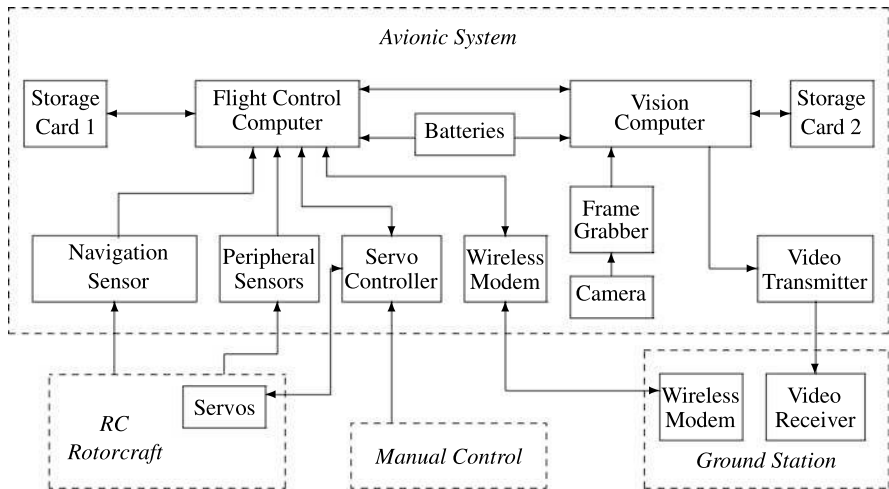 Avionic System
Storage
Card 1
Flight Control
Computer
Batteries
Vision
Computer
Storage
Card 2
Navigation
Sensor
Peripheral
Sensors
Servo
Controller
Wireless
Modem
Frame
Grabber
Camera
Video
Transmitter
Servos
RC
Rotorcraft
Manual Control
Wireless
Modem
Video
Receiver
Ground Station